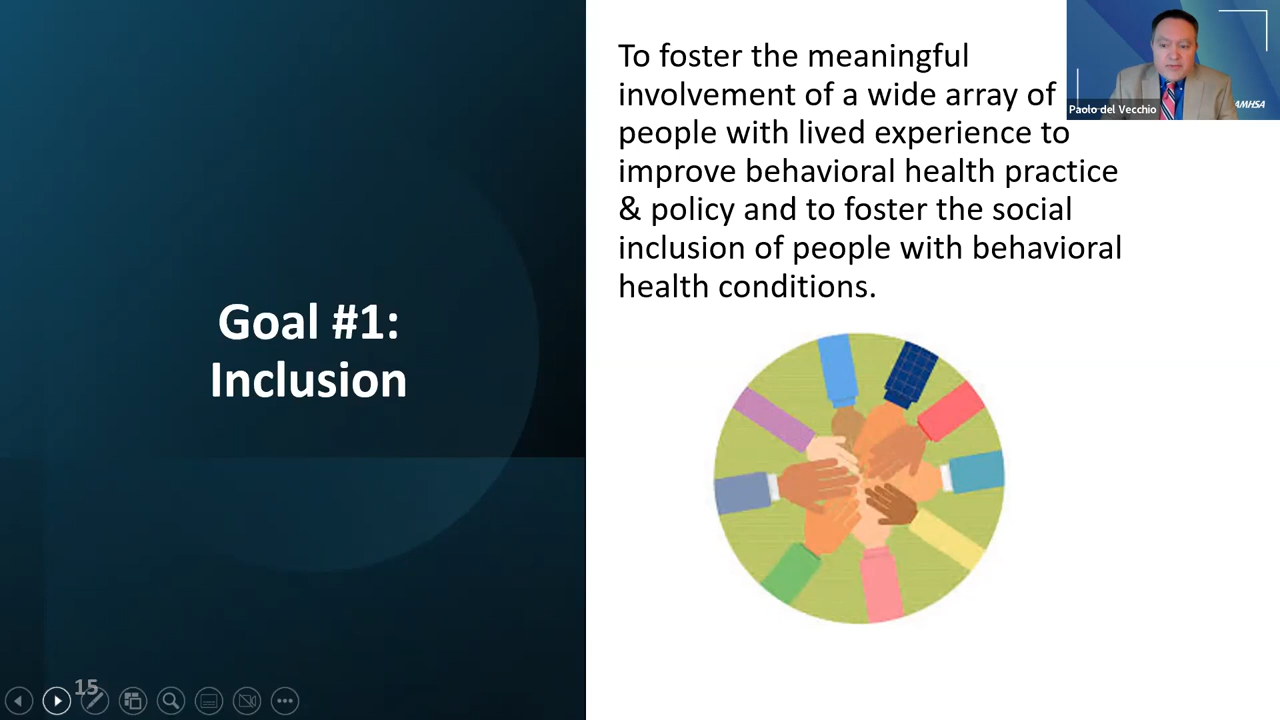 To foster the meaningful
involvement of a wide array of
people with lived experience to
improve behavioral health practice
& policy and to foster the social
inclusion of people with behavioral
health conditions.
Goal #1:
Inclusion
Paolo del Vecchio
AMHSA
15